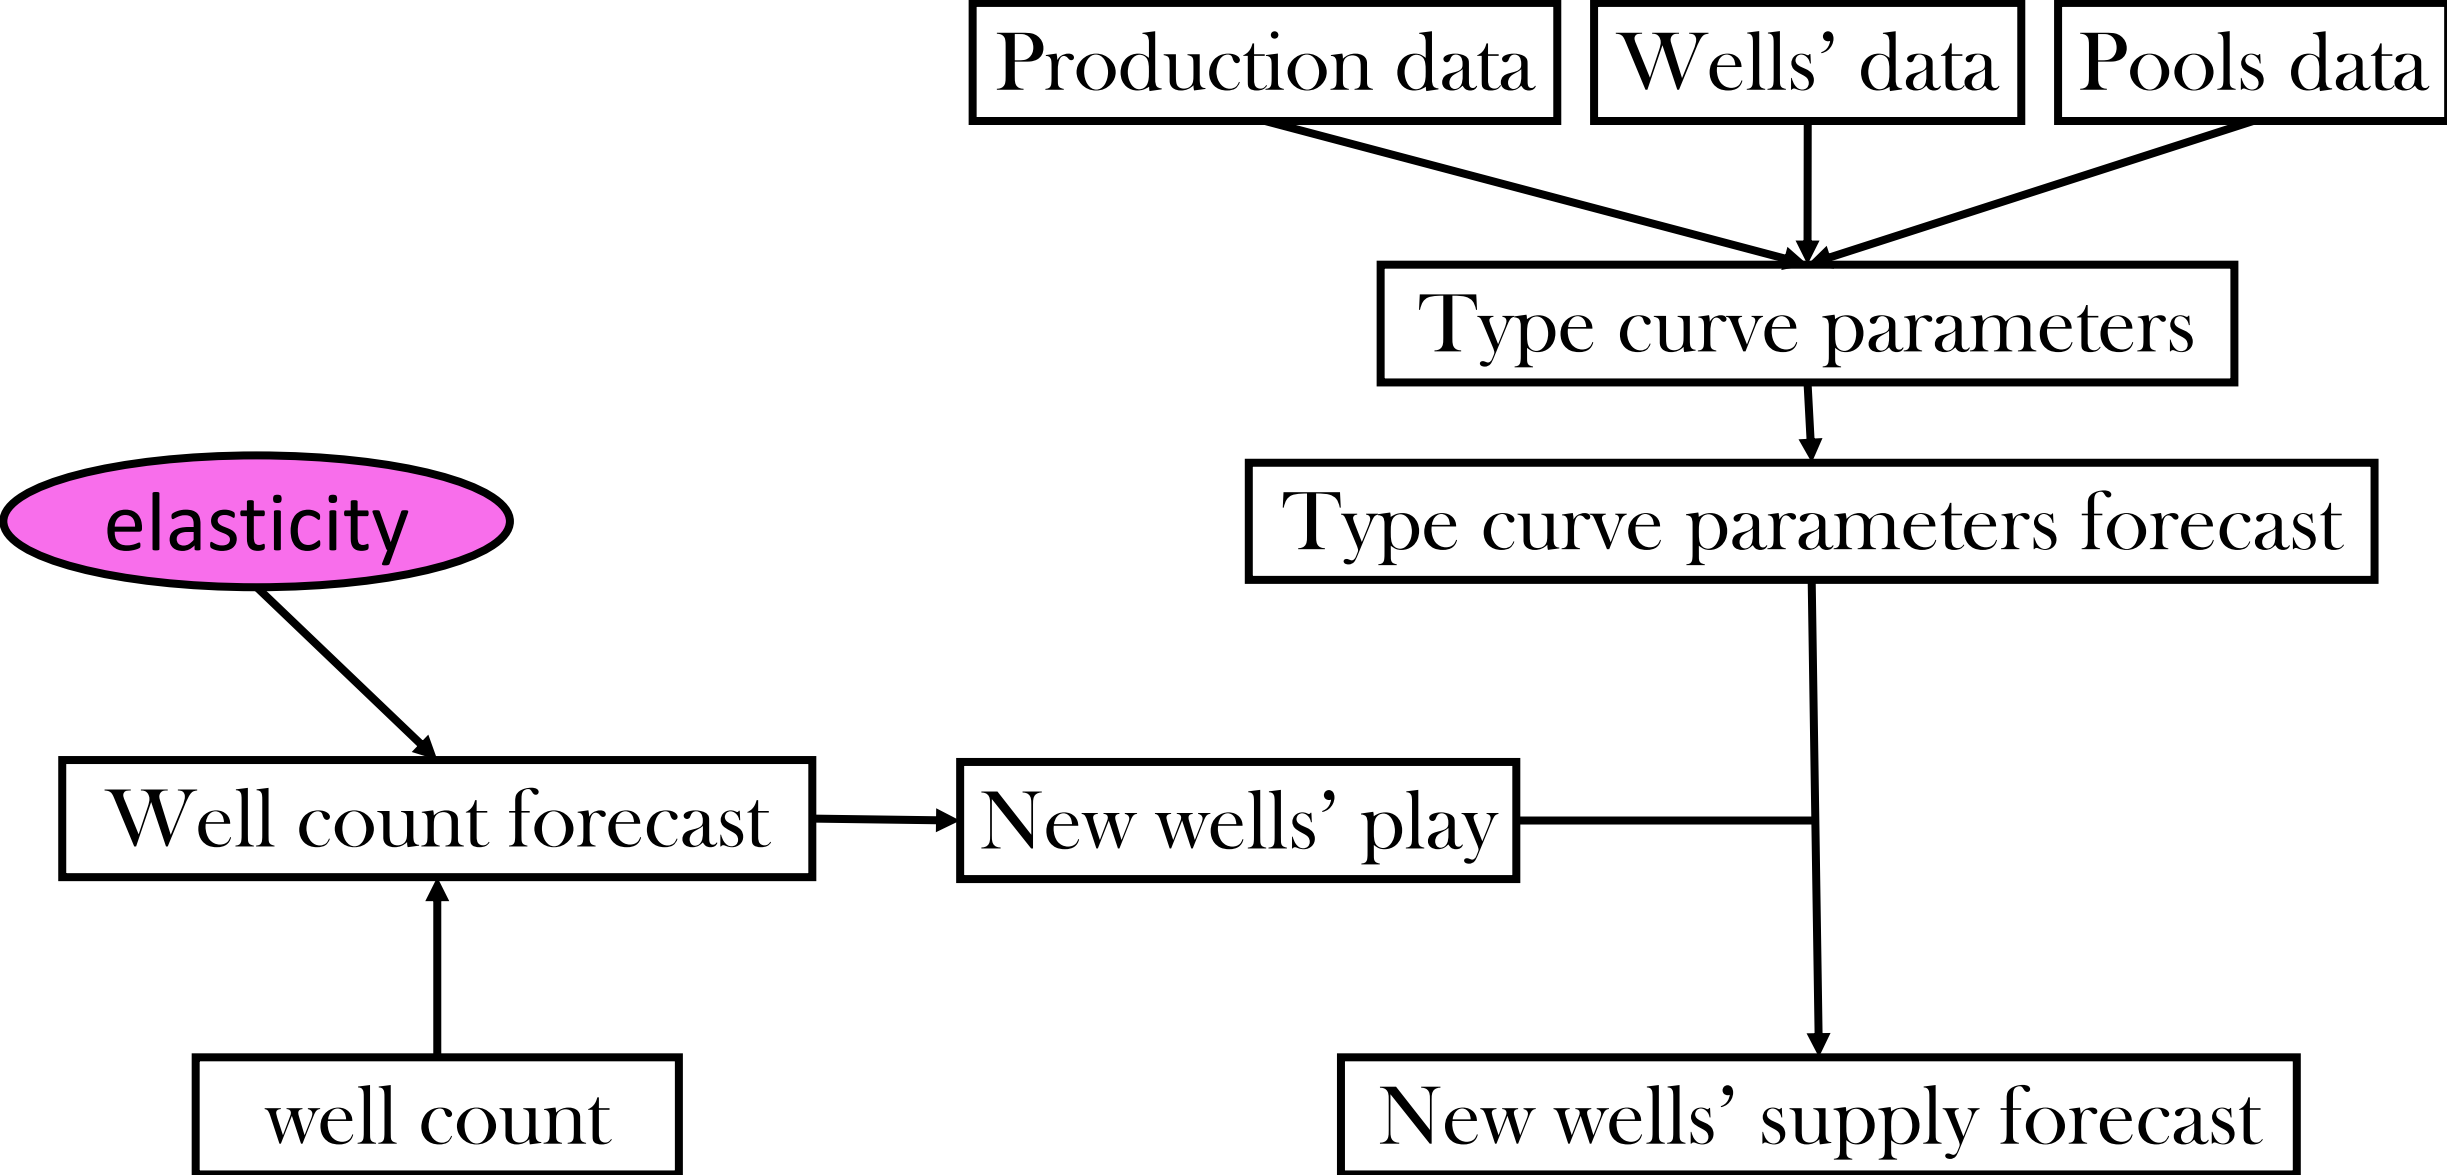 Production data
Wells’ data
Pools data
Type curve parameters
Type curve parameters forecast
elasticity
Well count forecast
New wells’ play
well count
New wells’ supply forecast